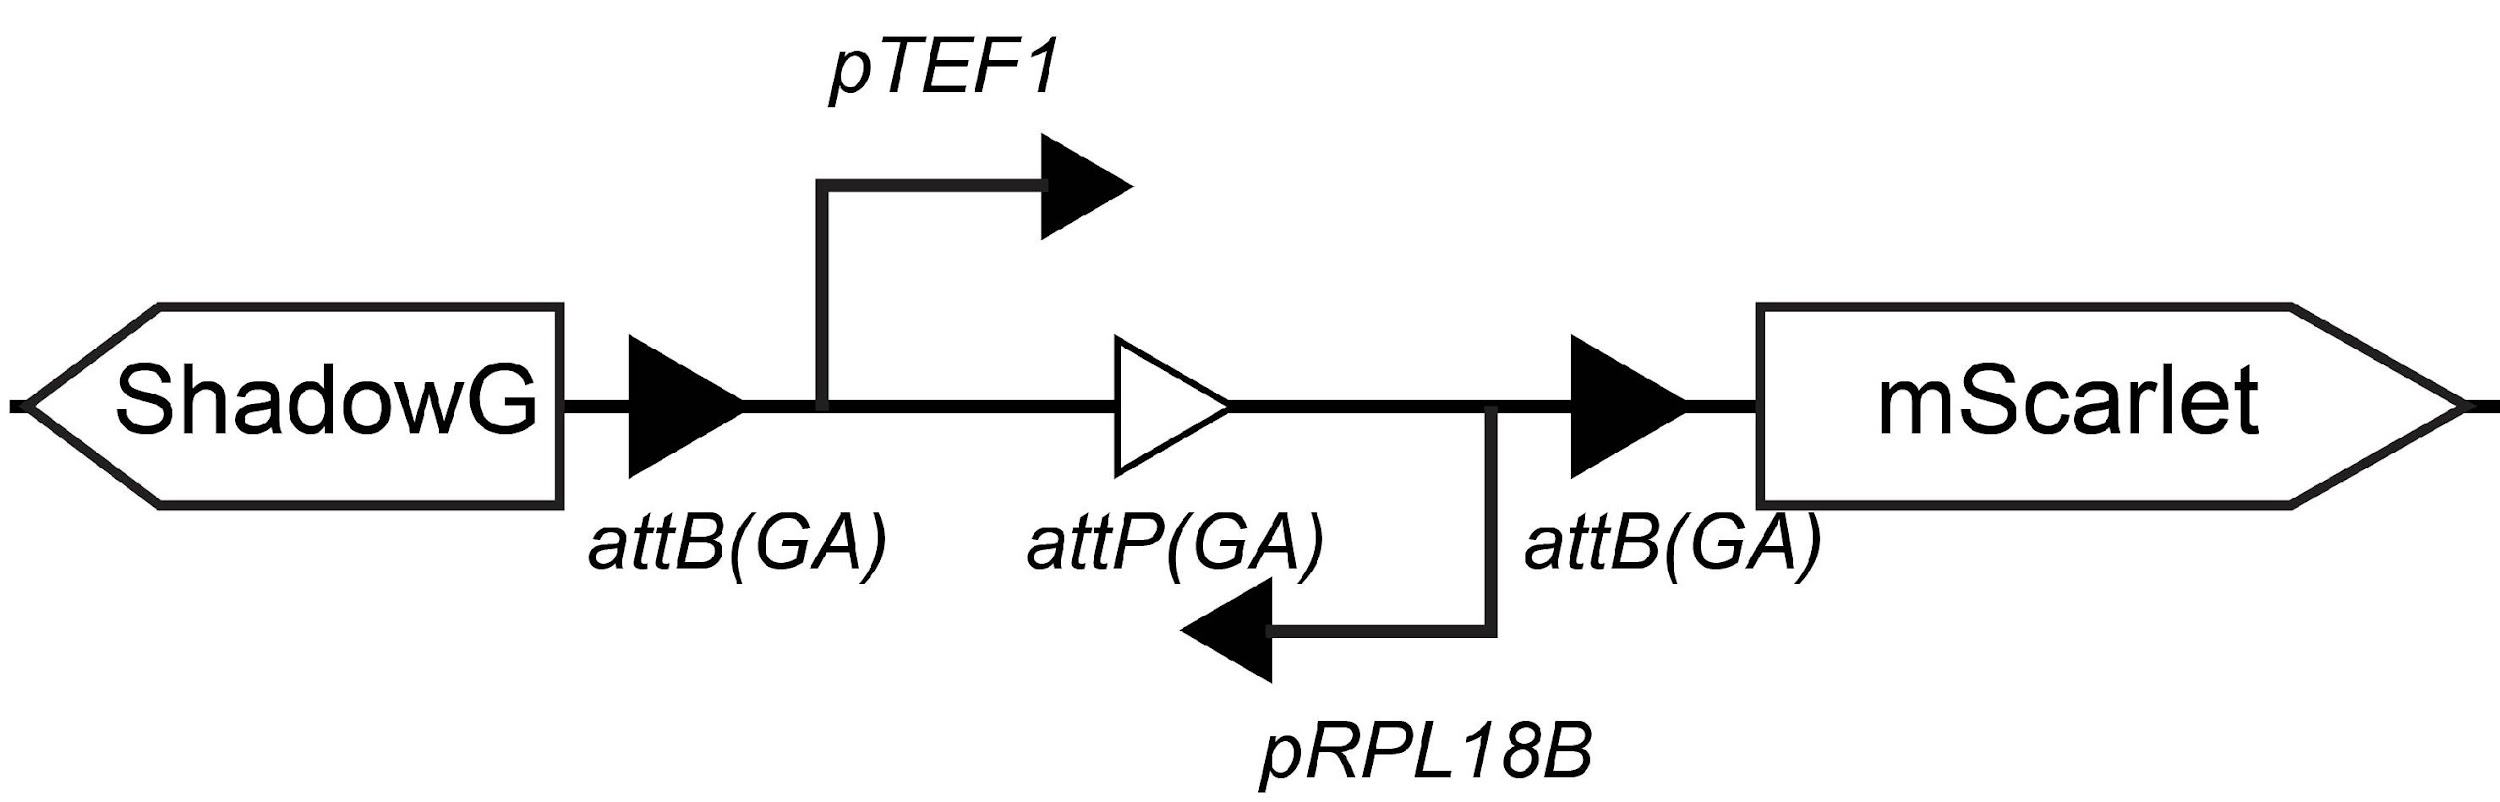 pTEF1
ShadowG
mScarlet
attB(GA)
attP(GA)
attB(GA)
pRPL18B